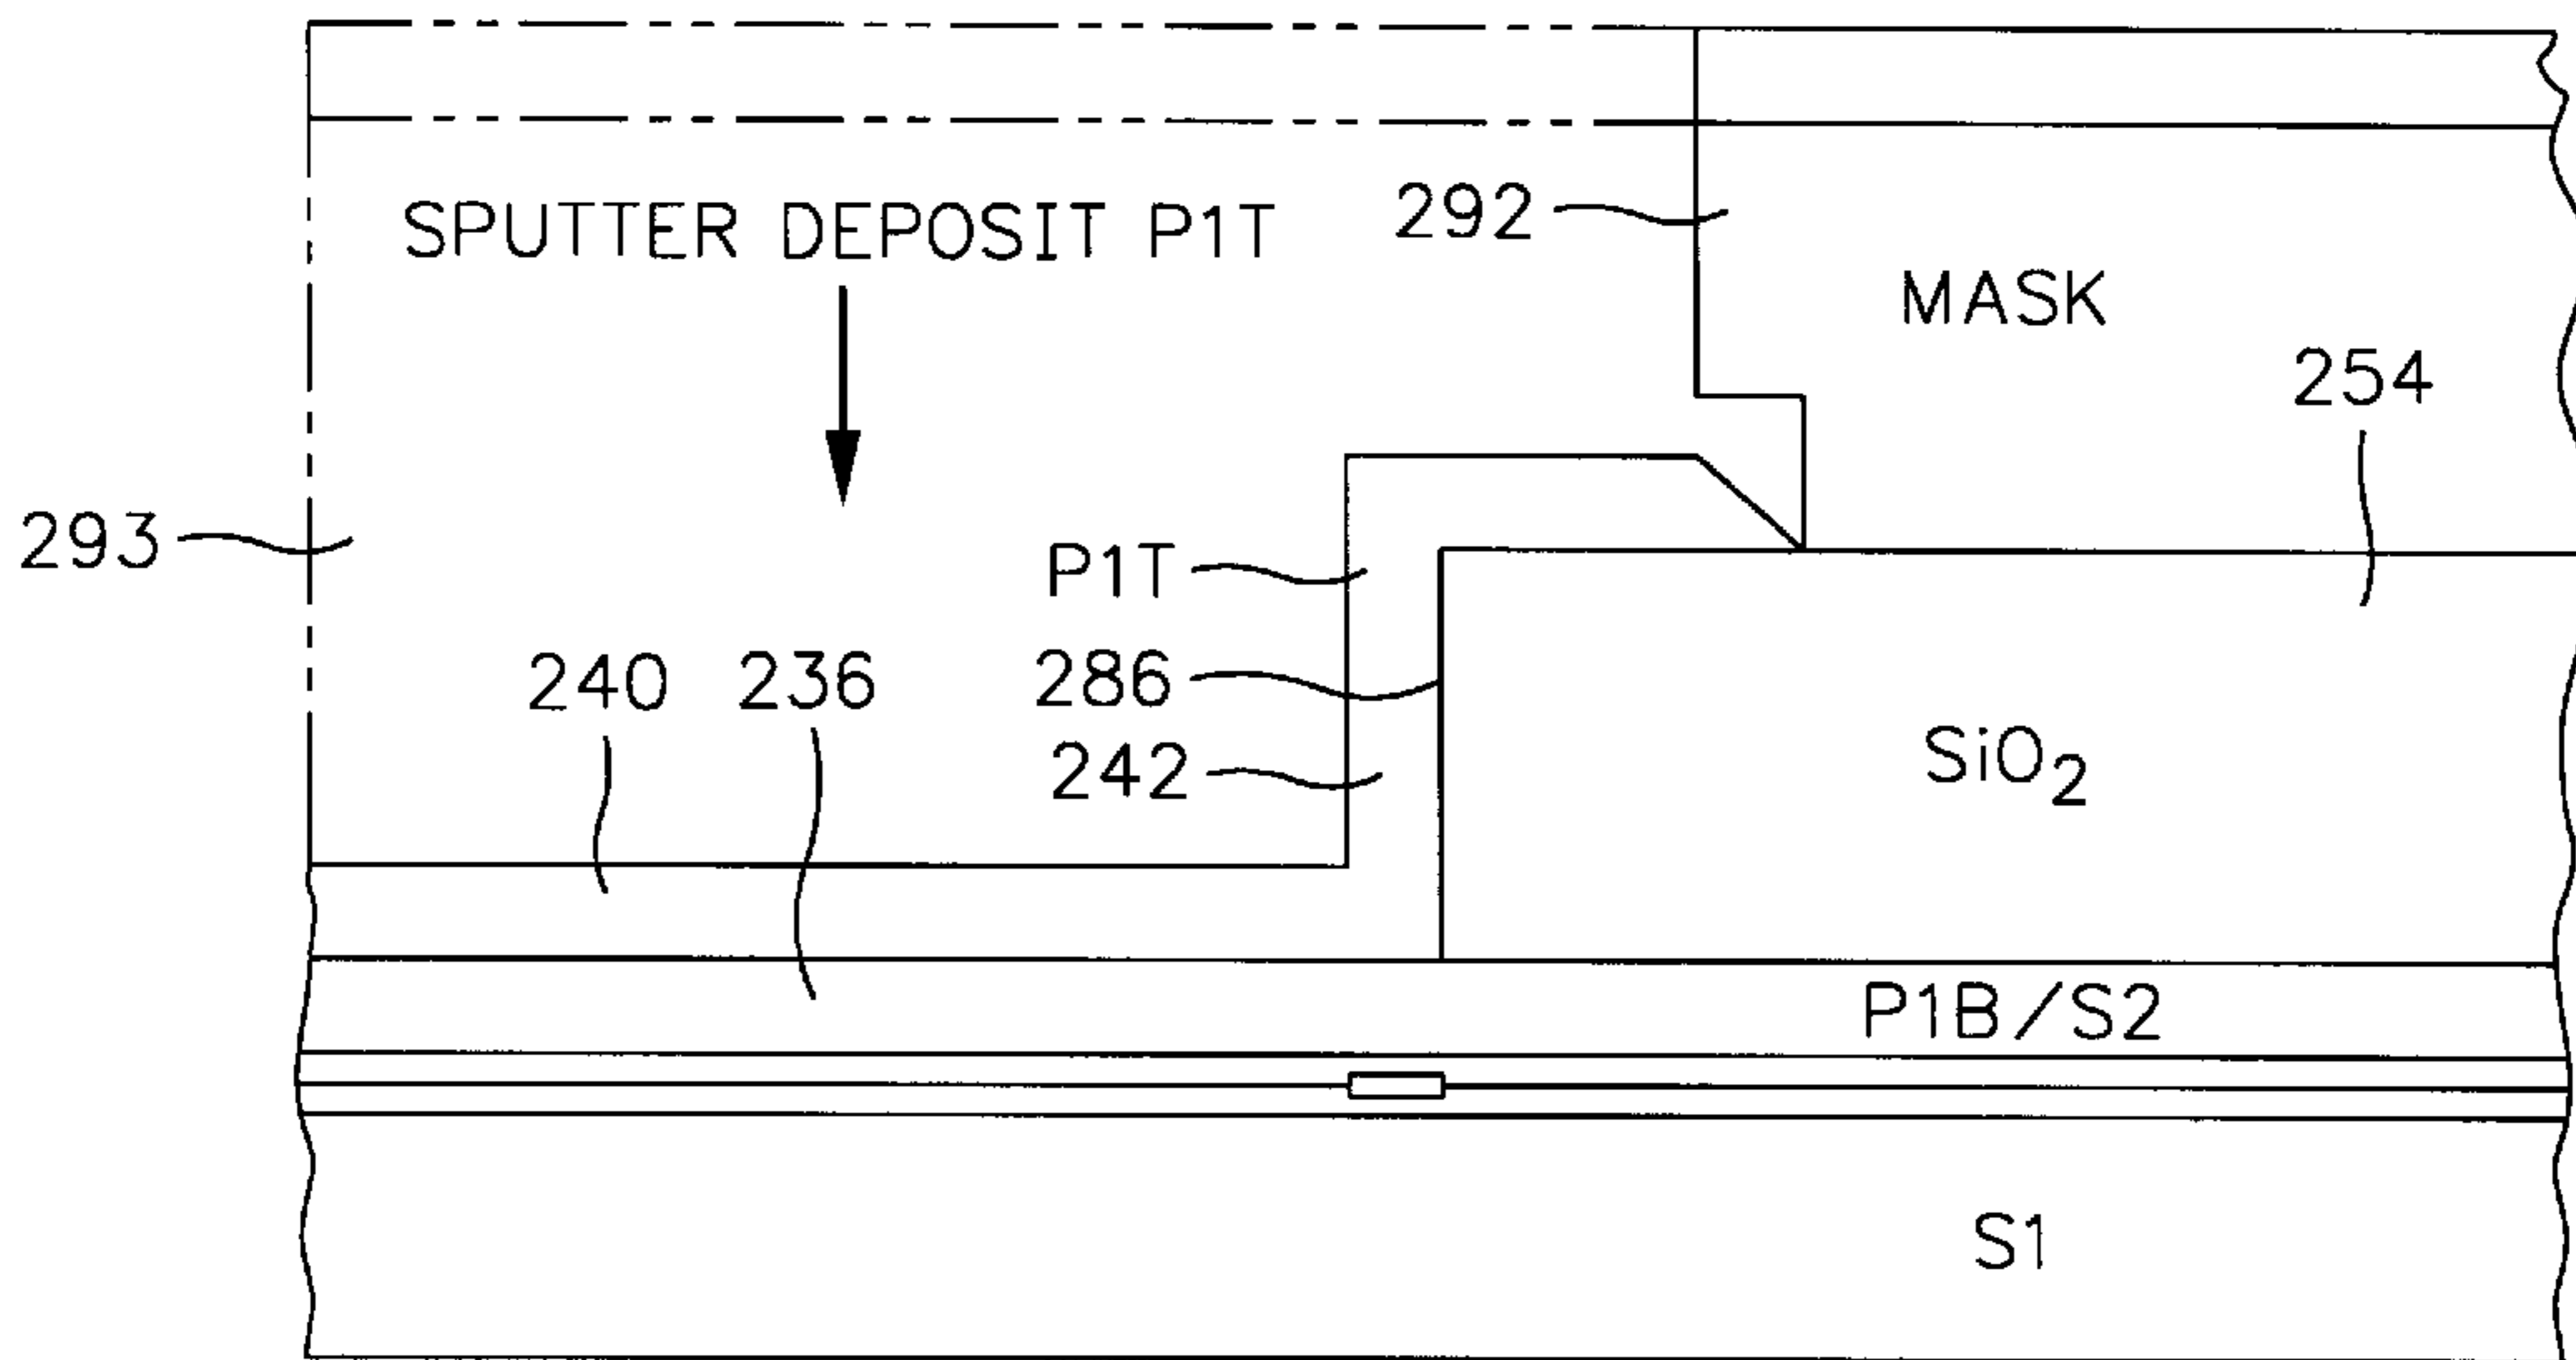 SPUTTER DEPOSIT P1T
292
MASK
254
293
P1T
240
236
286
242
SiO₂
P1B/S2
S1